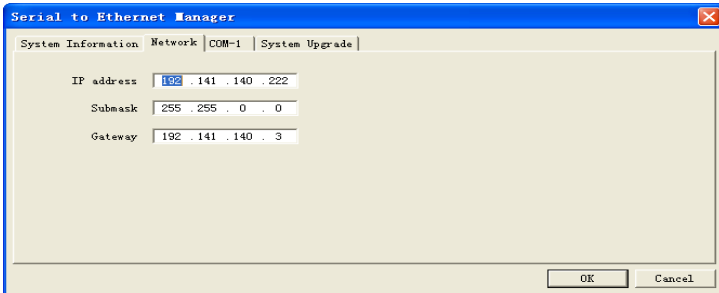 Serial to Ethernet Manager
System Information Network COM-1 System Upgrade
IP address 192 . 141 . 140 . 222
Submask 255 . 255 . 0 . 0
Gateway 192 . 141 . 140 . 3
OK Cancel